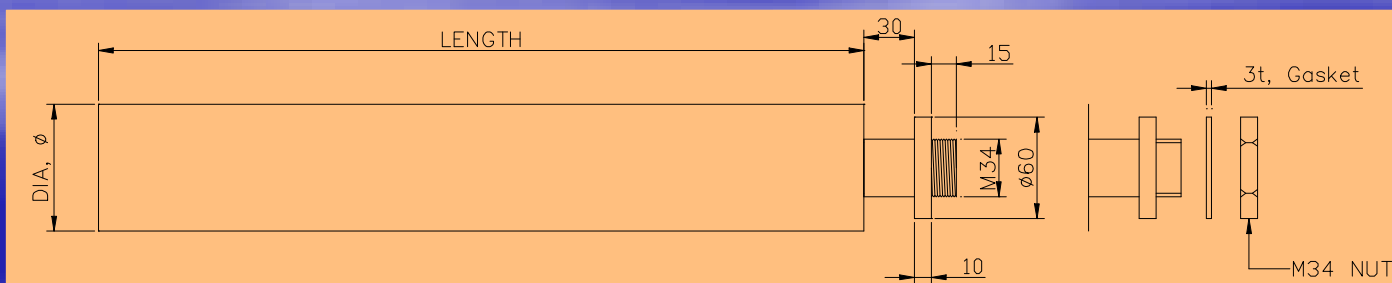 LENGTH
30
15
3t, Gasket
DIA, ø
M34
ø60
10
M34 NUT